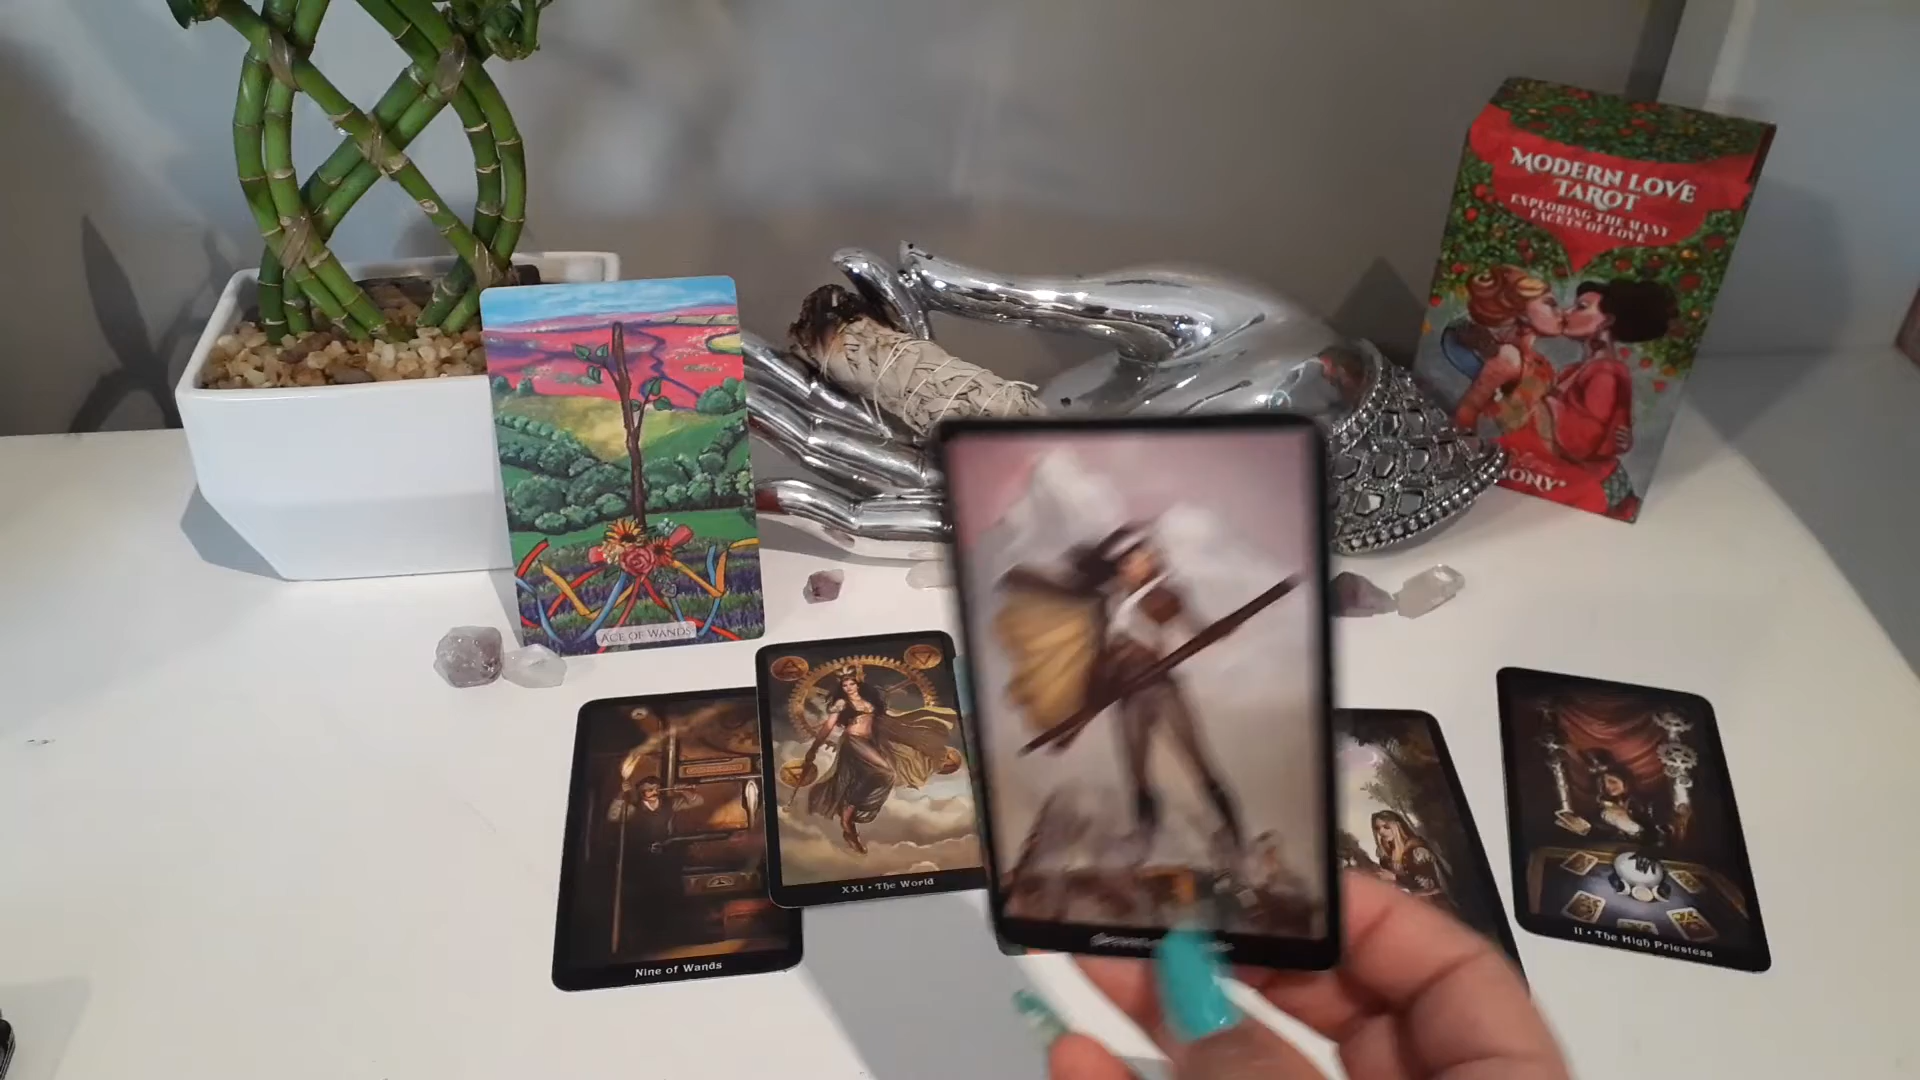 MODERN LOVE
TAROT
EXPLORING THE MANY
FACETS OF LOVE
ACE OF WANDS
XXI • The World
II • The High Priestess
Nine of Wands